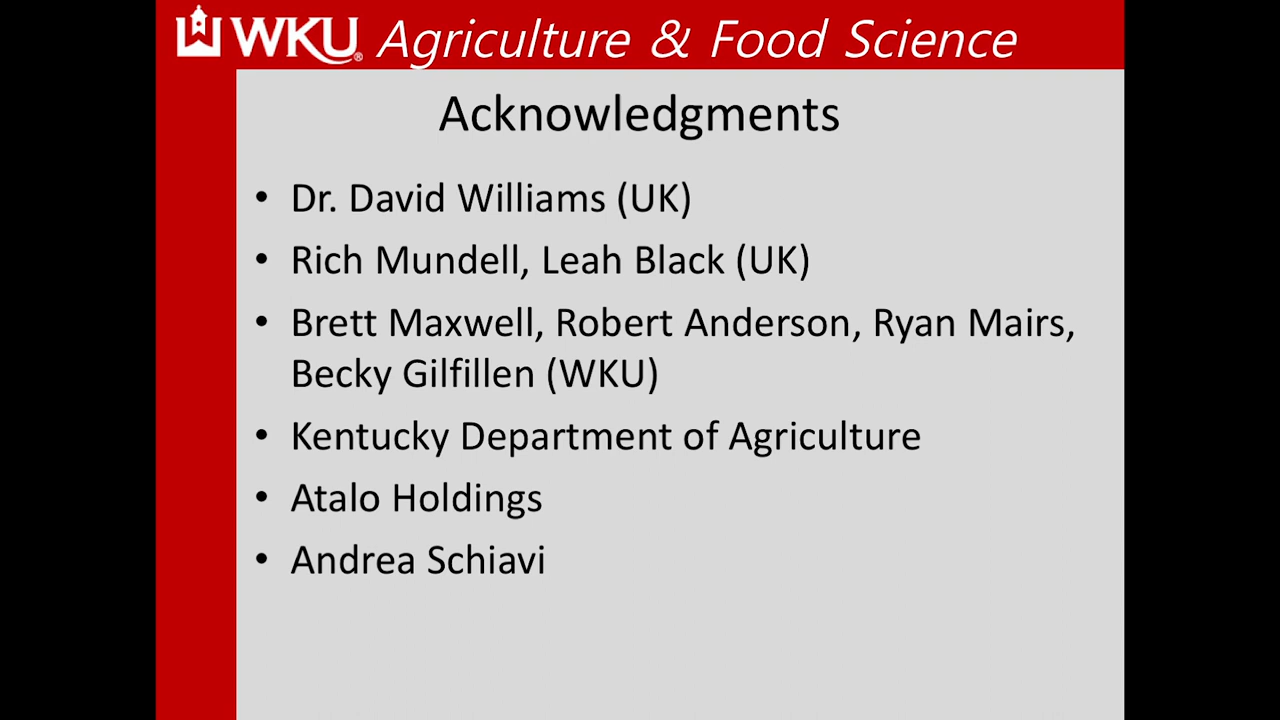 WKU® Agriculture & Food Science
Acknowledgments
• Dr. David Williams (UK)
• Rich Mundell, Leah Black (UK)
• Brett Maxwell, Robert Anderson, Ryan Mairs,
Becky Gilfillen (WKU)
• Kentucky Department of Agriculture
• Atalo Holdings
• Andrea Schiavi